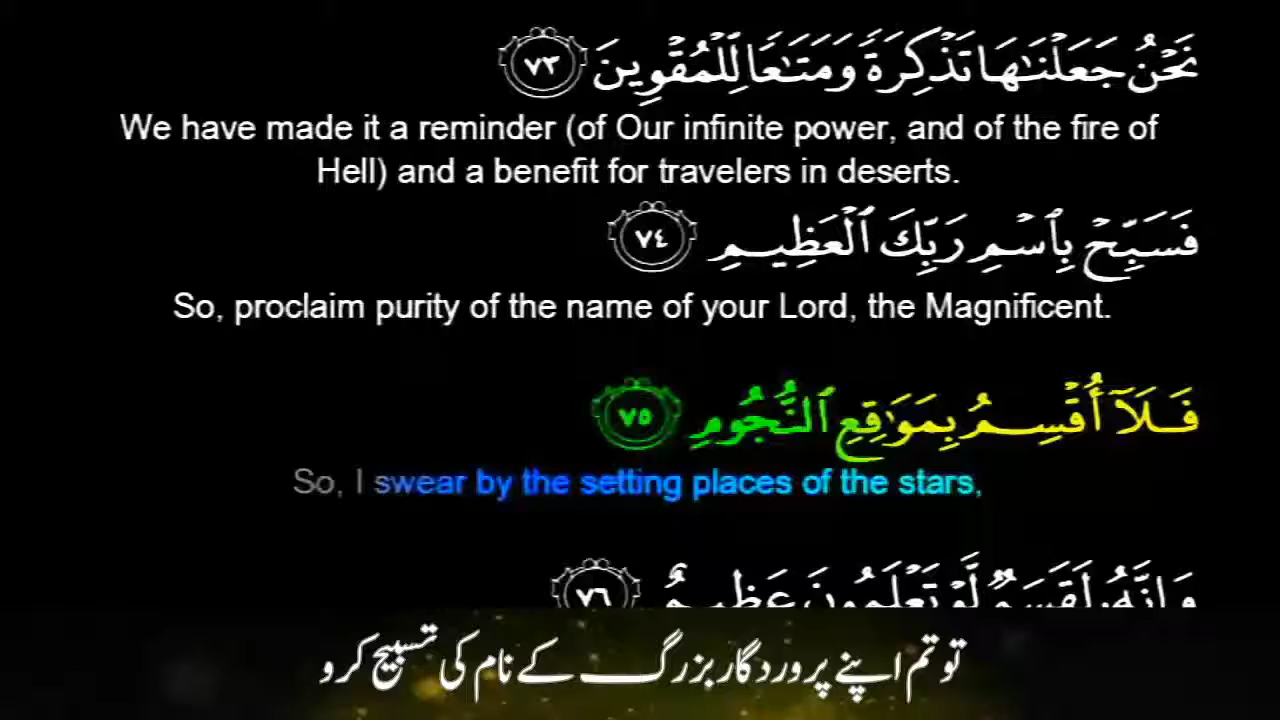 نَحۡنُ جَعَلۡنَٰهَا تَذۡكِرَةٗ وَمَتَٰعٗا لِّلۡمُقۡوِينَ ٧٣
We have made it a reminder (of Our infinite power, and of the fire of
Hell) and a benefit for travelers in deserts.
فَسَبِّحۡ بِٱسۡمِ رَبِّكَ ٱلۡعَظِيمِ ٧٤
So, proclaim purity of the name of your Lord, the Magnificent.
فَلَآ أُقۡسِمُ بِمَوَٰقِعِ ٱلنُّجُومِ ٧٥
So, I swear by the setting places of the stars,
وَإِنَّهُۥ لَقَسَمٞ لَّوۡ تَعۡلَمُونَ عَظِيمٌ ٧٦
تو تم اپنے پروردگار بزرگ کے نام کی تسبیح کرو